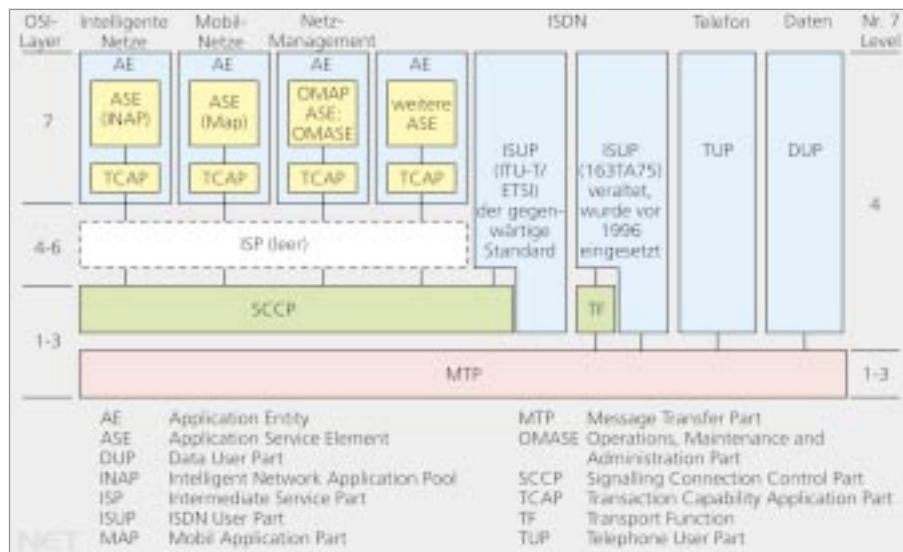 OSI-Layer
Intelligente Netze
Mobil-Netze
Netz-Management
ISDN
Telefon
Daten
Nr. 7 Level
7
4-6
1-3
AE
ASE (INAP)
TCAP
AE
ASE (Map)
TCAP
AE
OMAP ASE: OMASE
TCAP
AE
weitere ASE
TCAP
ISUP
(ITU-T/
ETSI)
der gegen-
wärtige
Standard
ISUP
(163TA75)
veraltet,
wurde vor
1996
eingesetzt
TUP
DUP
4
ISP (leer)
SCCP
TF
MTP
1-3
AE Application Entity
ASE Application Service Element
DUP Data User Part
INAP Intelligent Network Application Pool
ISP Intermediate Service Part
ISUP ISDN User Part
MAP Mobil Application Part
MTP Message Transfer Part
OMASE Operations, Maintenance and
Administration Part
SCCP Signalling Connection Control Part
TCAP Transaction Capability Application Part
TF Transport Function
TUP Telephone User Part
NET